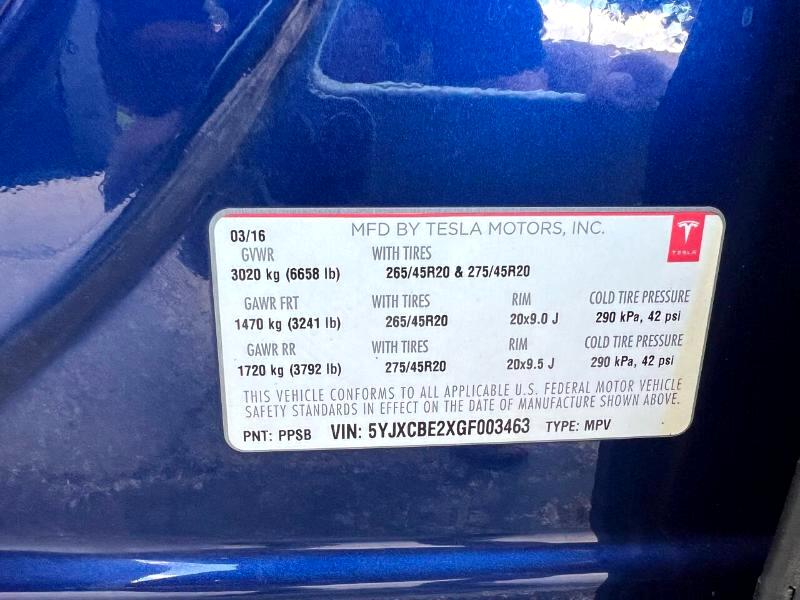 03/16 MFD BY TESLA MOTORS, INC.
GVWR WITH TIRES
3020 kg (6658 lb) 265/45R20 & 275/45R20
TESLA
GAWR FRT WITH TIRES RIM COLD TIRE PRESSURE
1470 kg (3241 lb) 265/45R20 20x9.0 J 290 kPa, 42 psi
GAWR RR WITH TIRES RIM COLD TIRE PRESSURE
1720 kg (3792 lb) 275/45R20 20x9.5 J 290 kPa, 42 psi
THIS VEHICLE CONFORMS TO ALL APPLICABLE U.S. FEDERAL MOTOR VEHICLE
SAFETY STANDARDS IN EFFECT ON THE DATE OF MANUFACTURE SHOWN ABOVE.
PNT: PPSB VIN: 5YJXCBE2XGF003463 TYPE: MPV